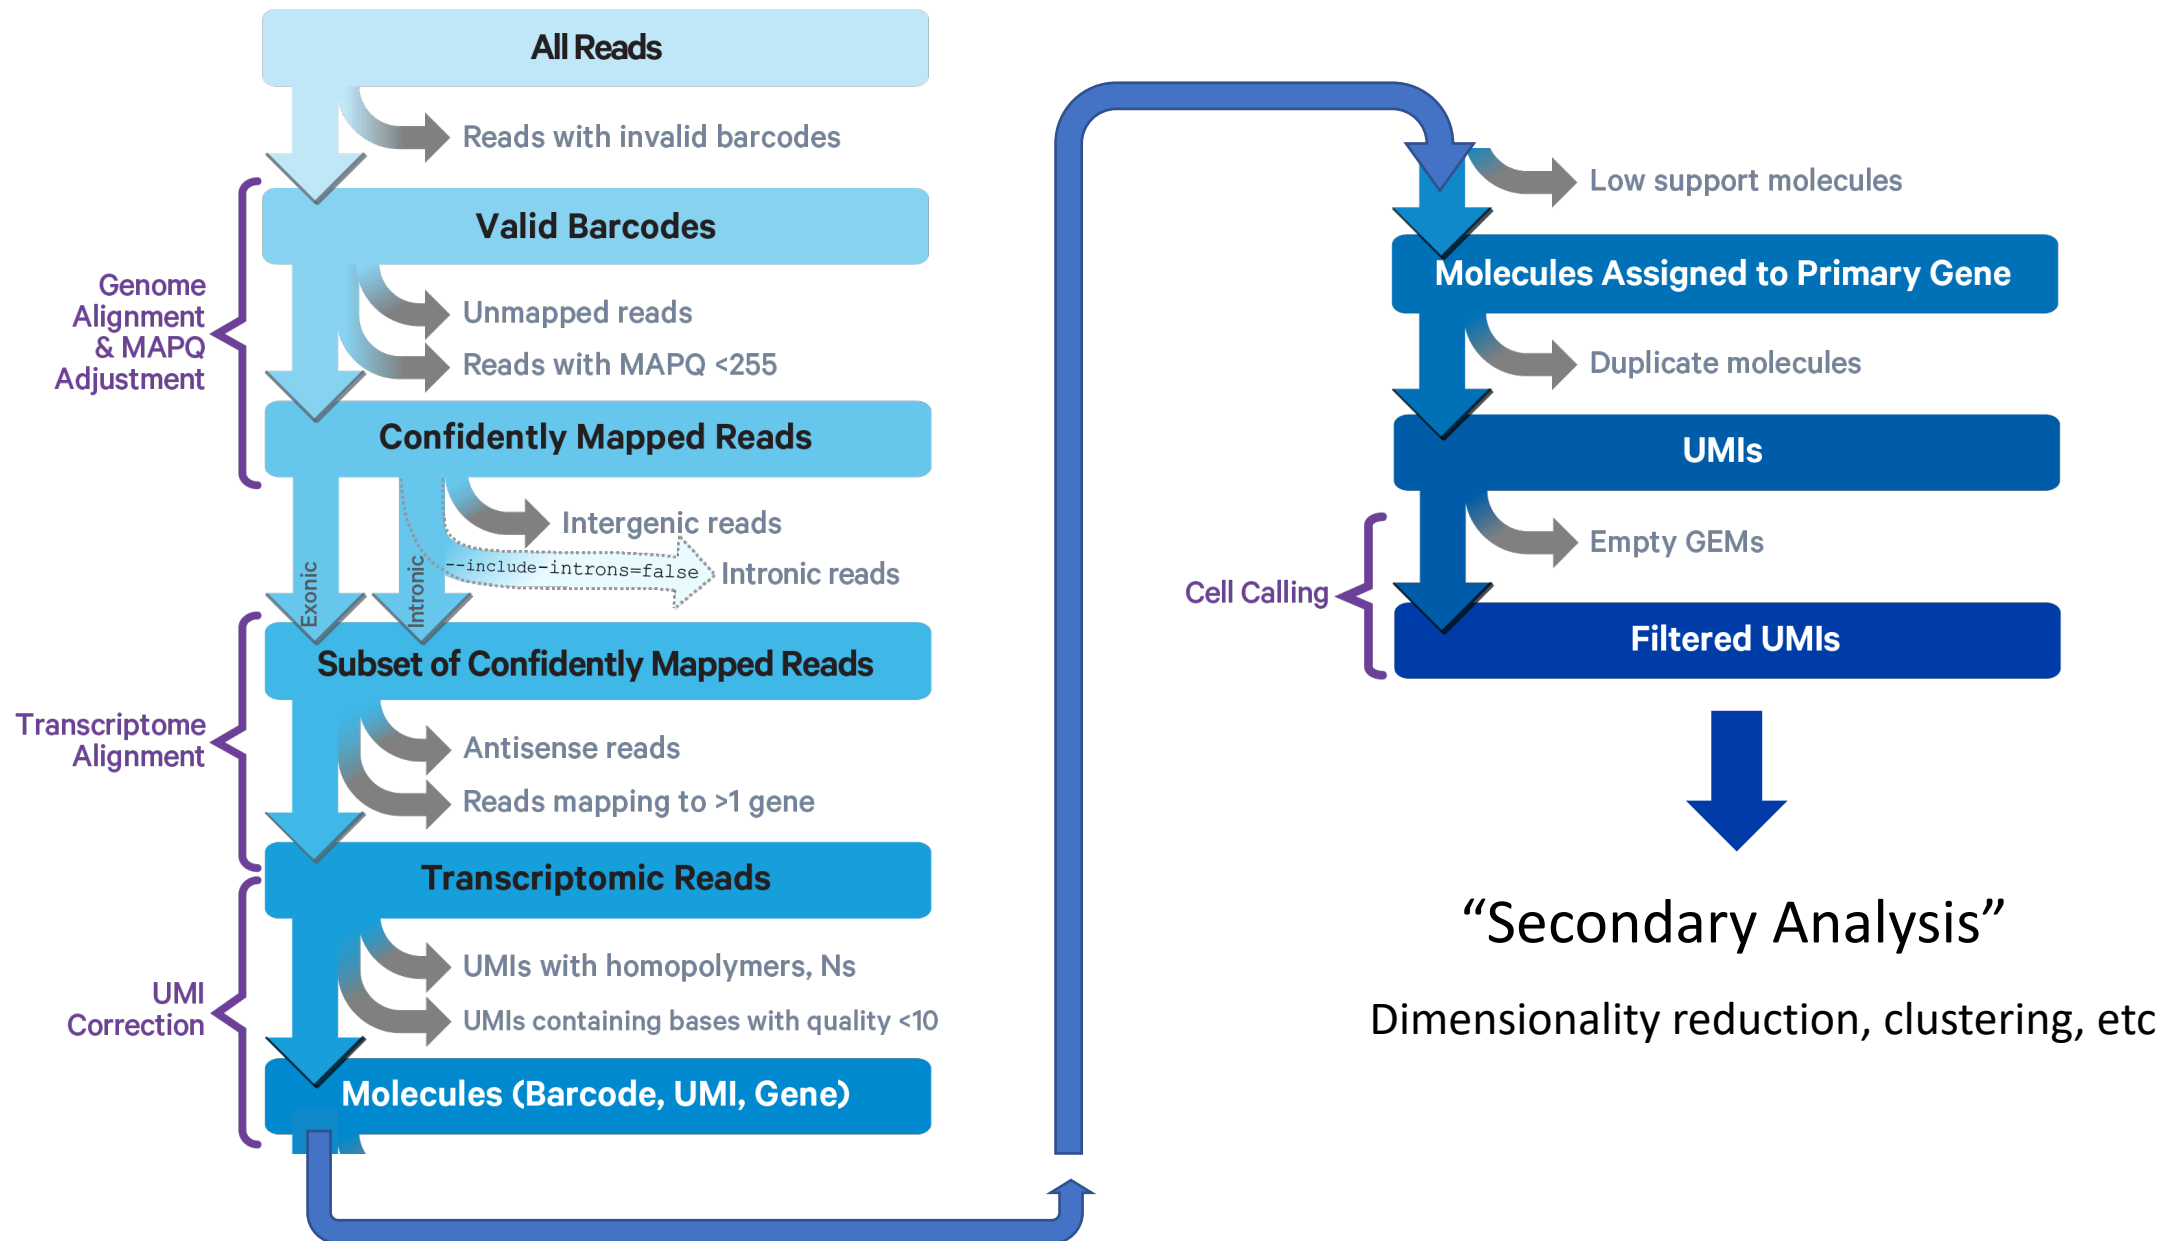 All Reads
Reads with invalid barcodes
Valid Barcodes
Genome
Alignment
& MAPQ
Adjustment
Unmapped reads
Reads with MAPQ <255
Confidently Mapped Reads
Intergenic reads
--include-introns=false
Intronic reads
Exonic
Intronic
Subset of Confidently Mapped Reads
Transcriptome
Alignment
Antisense reads
Reads mapping to >1 gene
Transcriptomic Reads
UMI
Correction
UMIs with homopolymers, Ns
UMIs containing bases with quality <10
Molecules (Barcode, UMI, Gene)
Low support molecules
Molecules Assigned to Primary Gene
Duplicate molecules
UMIs
Empty GEMs
Cell Calling
Filtered UMIs
“Secondary Analysis”
Dimensionality reduction, clustering, etc